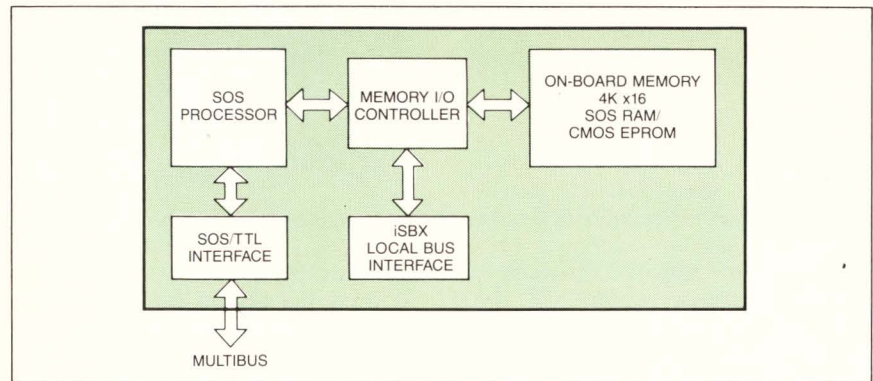 SOS
PROCESSOR
MEMORY I/O
CONTROLLER
ON-BOARD MEMORY
4K x16
SOS RAM/
CMOS EPROM
SOS/TTL
INTERFACE
iSBX
LOCAL BUS
INTERFACE
MULTIBUS